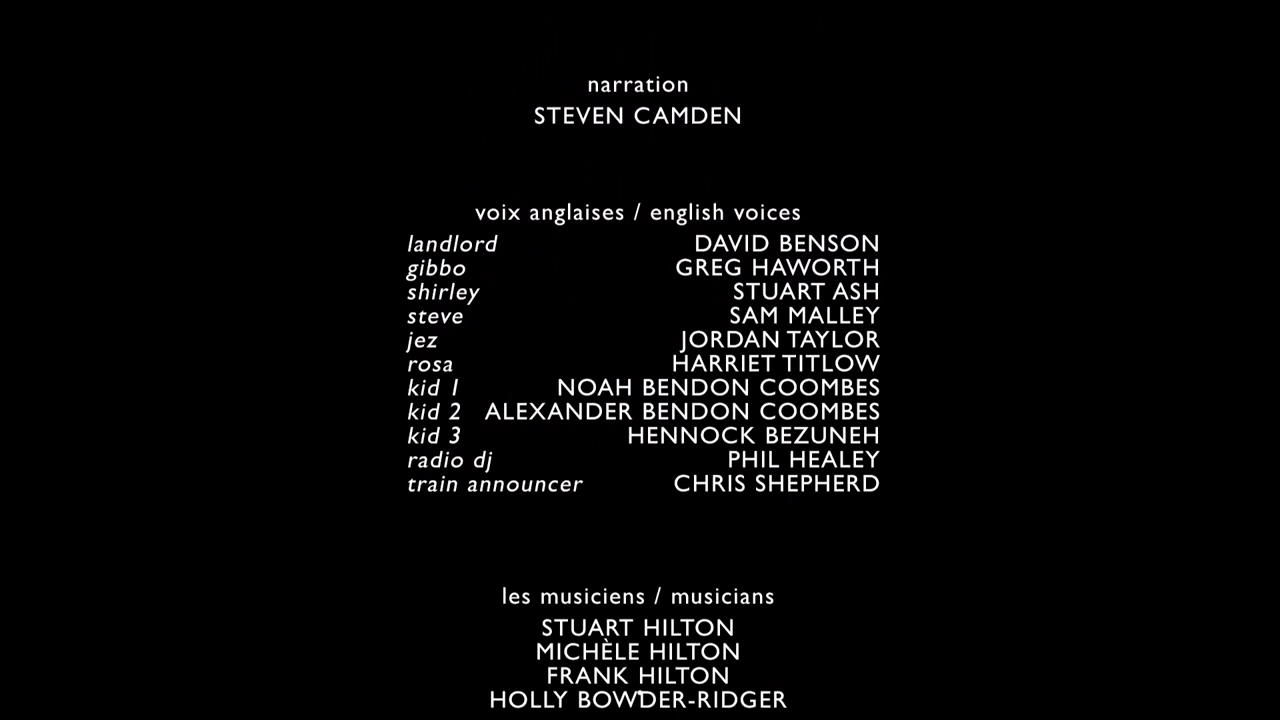 narration
STEVEN CAMDEN
voix anglaises / english voices
landlord DAVID BENSON
gibbo GREG HAWORTH
shirley STUART ASH
steve SAM MALLEY
jez JORDAN TAYLOR
rosa HARRIET TITLOW
kid 1 NOAH BENDON COOMBES
kid 2 ALEXANDER BENDON COOMBES
kid 3 HENNOCK BEZUNEH
radio dj PHIL HEALEY
train announcer CHRIS SHEPHERD
les musiciens / musicians
STUART HILTON
MICHÈLE HILTON
FRANK HILTON
HOLLY BOWDER-RIDGER